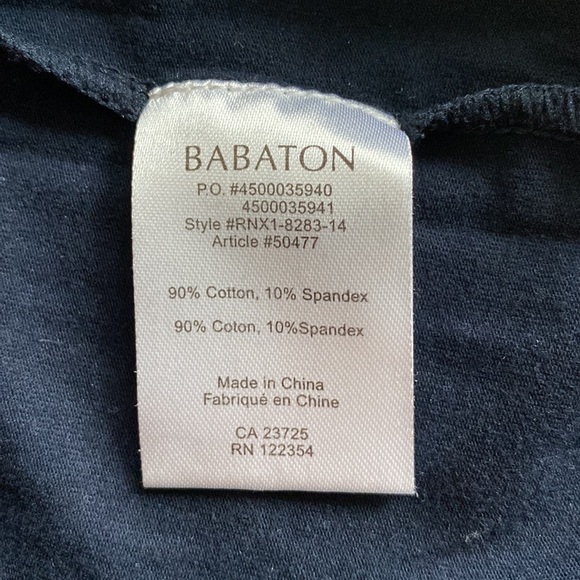 BABATON
P.O. #4500035940
4500035941
Style #RNX1-8283-14
Article #50477
90% Cotton, 10% Spandex
90% Coton, 10%Spandex
Made in China
Fabriqué en Chine
CA 23725
RN 122354